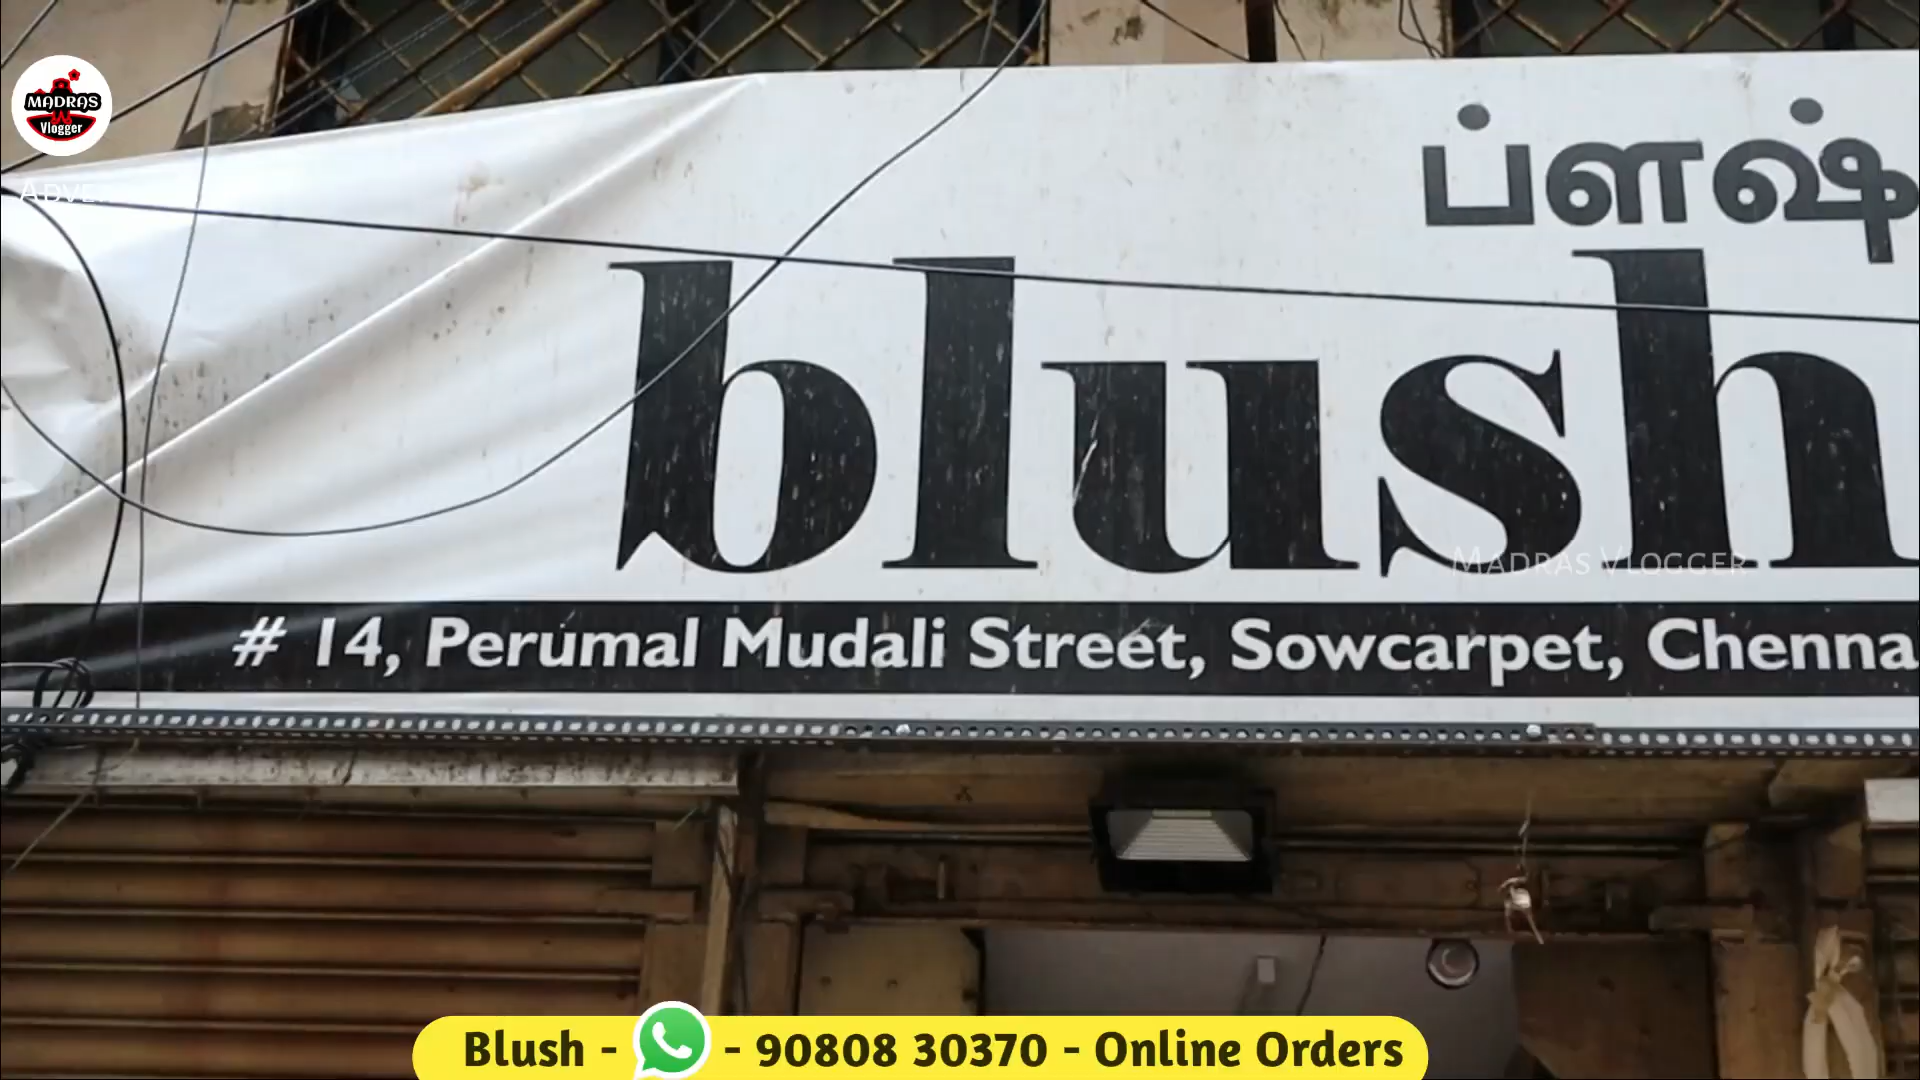 MADRAS
Vlogger
ப்ளஷ்
blush
MADRAS VLOGGER
# 14, Perumal Mudali Street, Sowcarpet, Chenna
Blush - - 90808 30370 - Online Orders